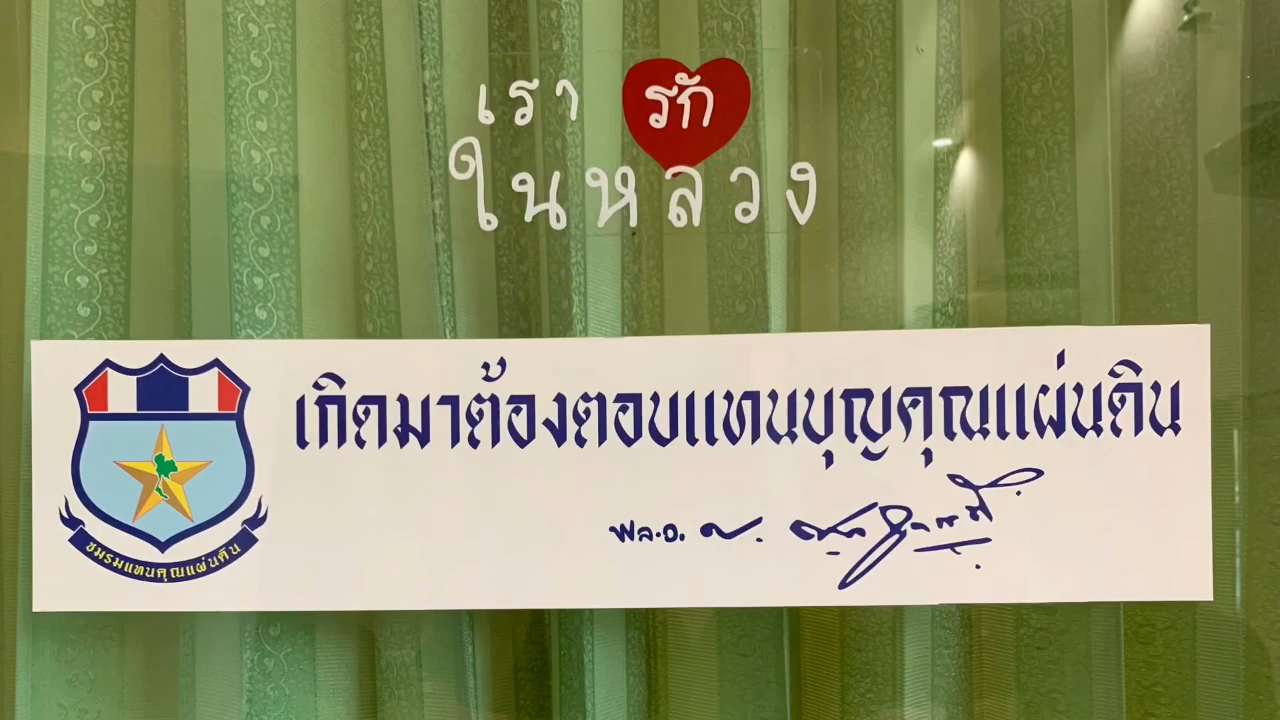 เรา รัก
ในหลวง
เกิดมาต้องตอบแทนบุญคุณแผ่นดิน
พล.อ. ป.
ชมรมแทนคุณแผ่นดิน